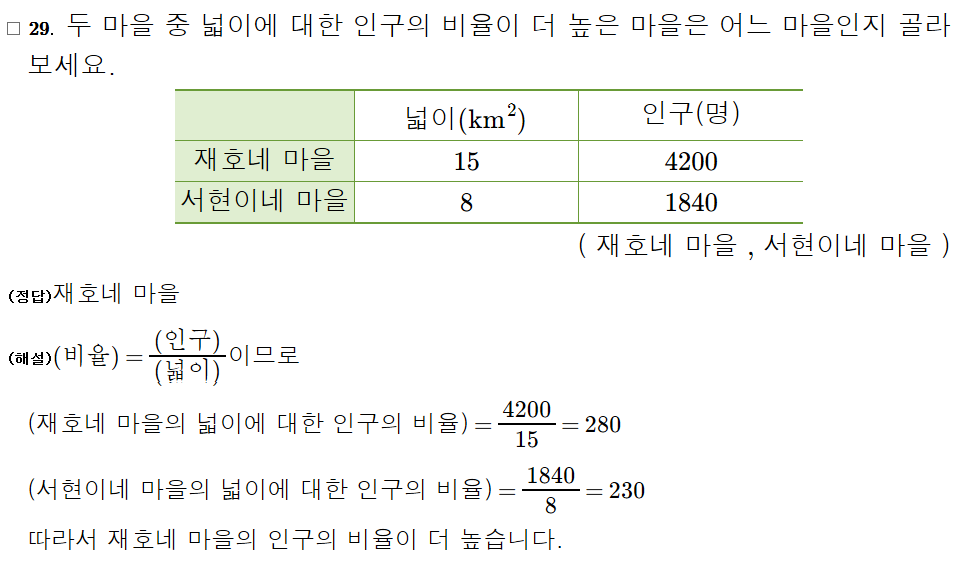 □ 29. 두 마을 중 넓이에 대한 인구의 비율이 더 높은 마을은 어느 마을인지 골라
보세요.
넓이(km²) 인구(명)
재호네 마을 15 4200
서현이네 마을 8 1840
( 재호네 마을 , 서현이네 마을 )
(정답)재호네 마을
(해설)(비율) = (인구)/(넓이) 이므로
(재호네 마을의 넓이에 대한 인구의 비율) = 4200/15 = 280
(서현이네 마을의 넓이에 대한 인구의 비율) = 1840/8 = 230
따라서 재호네 마을의 인구의 비율이 더 높습니다.